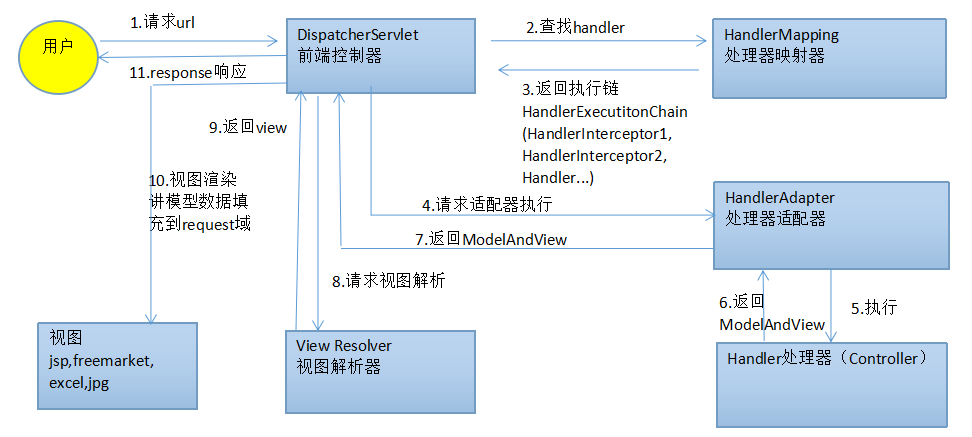 1.请求url
用户
DispatcherServlet
前端控制器
2.查找handler
HandlerMapping
处理器映射器
11.response响应
3.返回执行链
HandlerExecutitonChain
(HandlerInterceptor1,
HandlerInterceptor2,
Handler...)
9.返回view
10.视图渲染
讲模型数据填
充到request域
4.请求适配器执行
HandlerAdapter
处理器适配器
7.返回ModelAndView
8.请求视图解析
6.返回
ModelAndView
5.执行
视图
jsp,freemarket,
excel,jpg
View Resolver
视图解析器
Handler处理器（Controller）